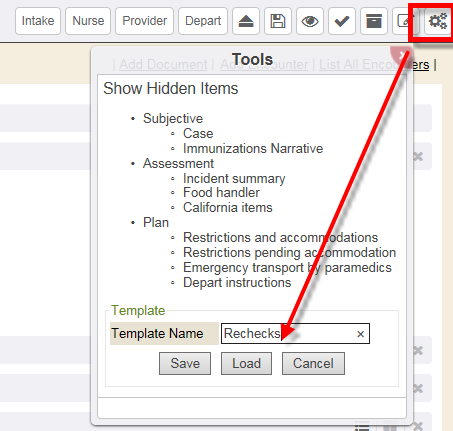 Intake Nurse Provider Depart
Tools
| Add Document | Add Encounter | List All Encounters |
Show Hidden Items
• Subjective
◦ Case
◦ Immunizations Narrative
• Assessment
◦ Incident summary
◦ Food handler
◦ California items
• Plan
◦ Restrictions and accommodations
◦ Restrictions pending accommodation
◦ Emergency transport by paramedics
◦ Depart instructions
Template
Template Name Rechecks ×
Save Load Cancel